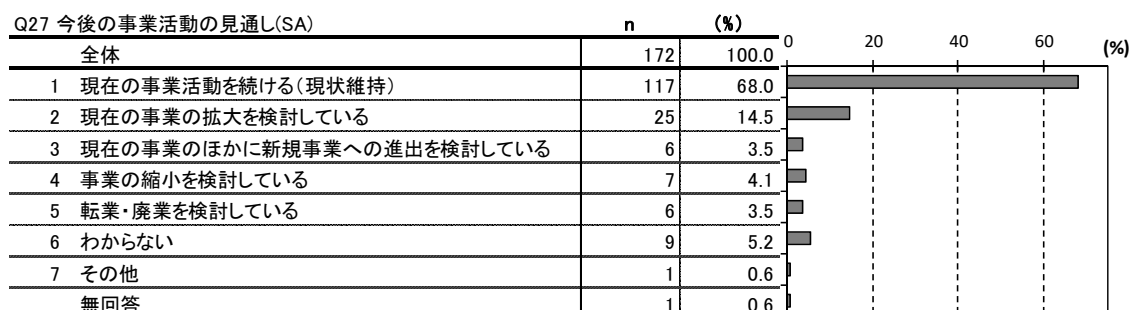 Q27 今後の事業活動の見通し(SA) n (%)
全体 172 100.0
0 20 40 60 (%)
1 現在の事業活動を続ける(現状維持) 117 68.0
2 現在の事業の拡大を検討している 25 14.5
3 現在の事業のほかに新規事業への進出を検討している 6 3.5
4 事業の縮小を検討している 7 4.1
5 転業・廃業を検討している 6 3.5
6 わからない 9 5.2
7 その他 1 0.6
無回答 1 0.6